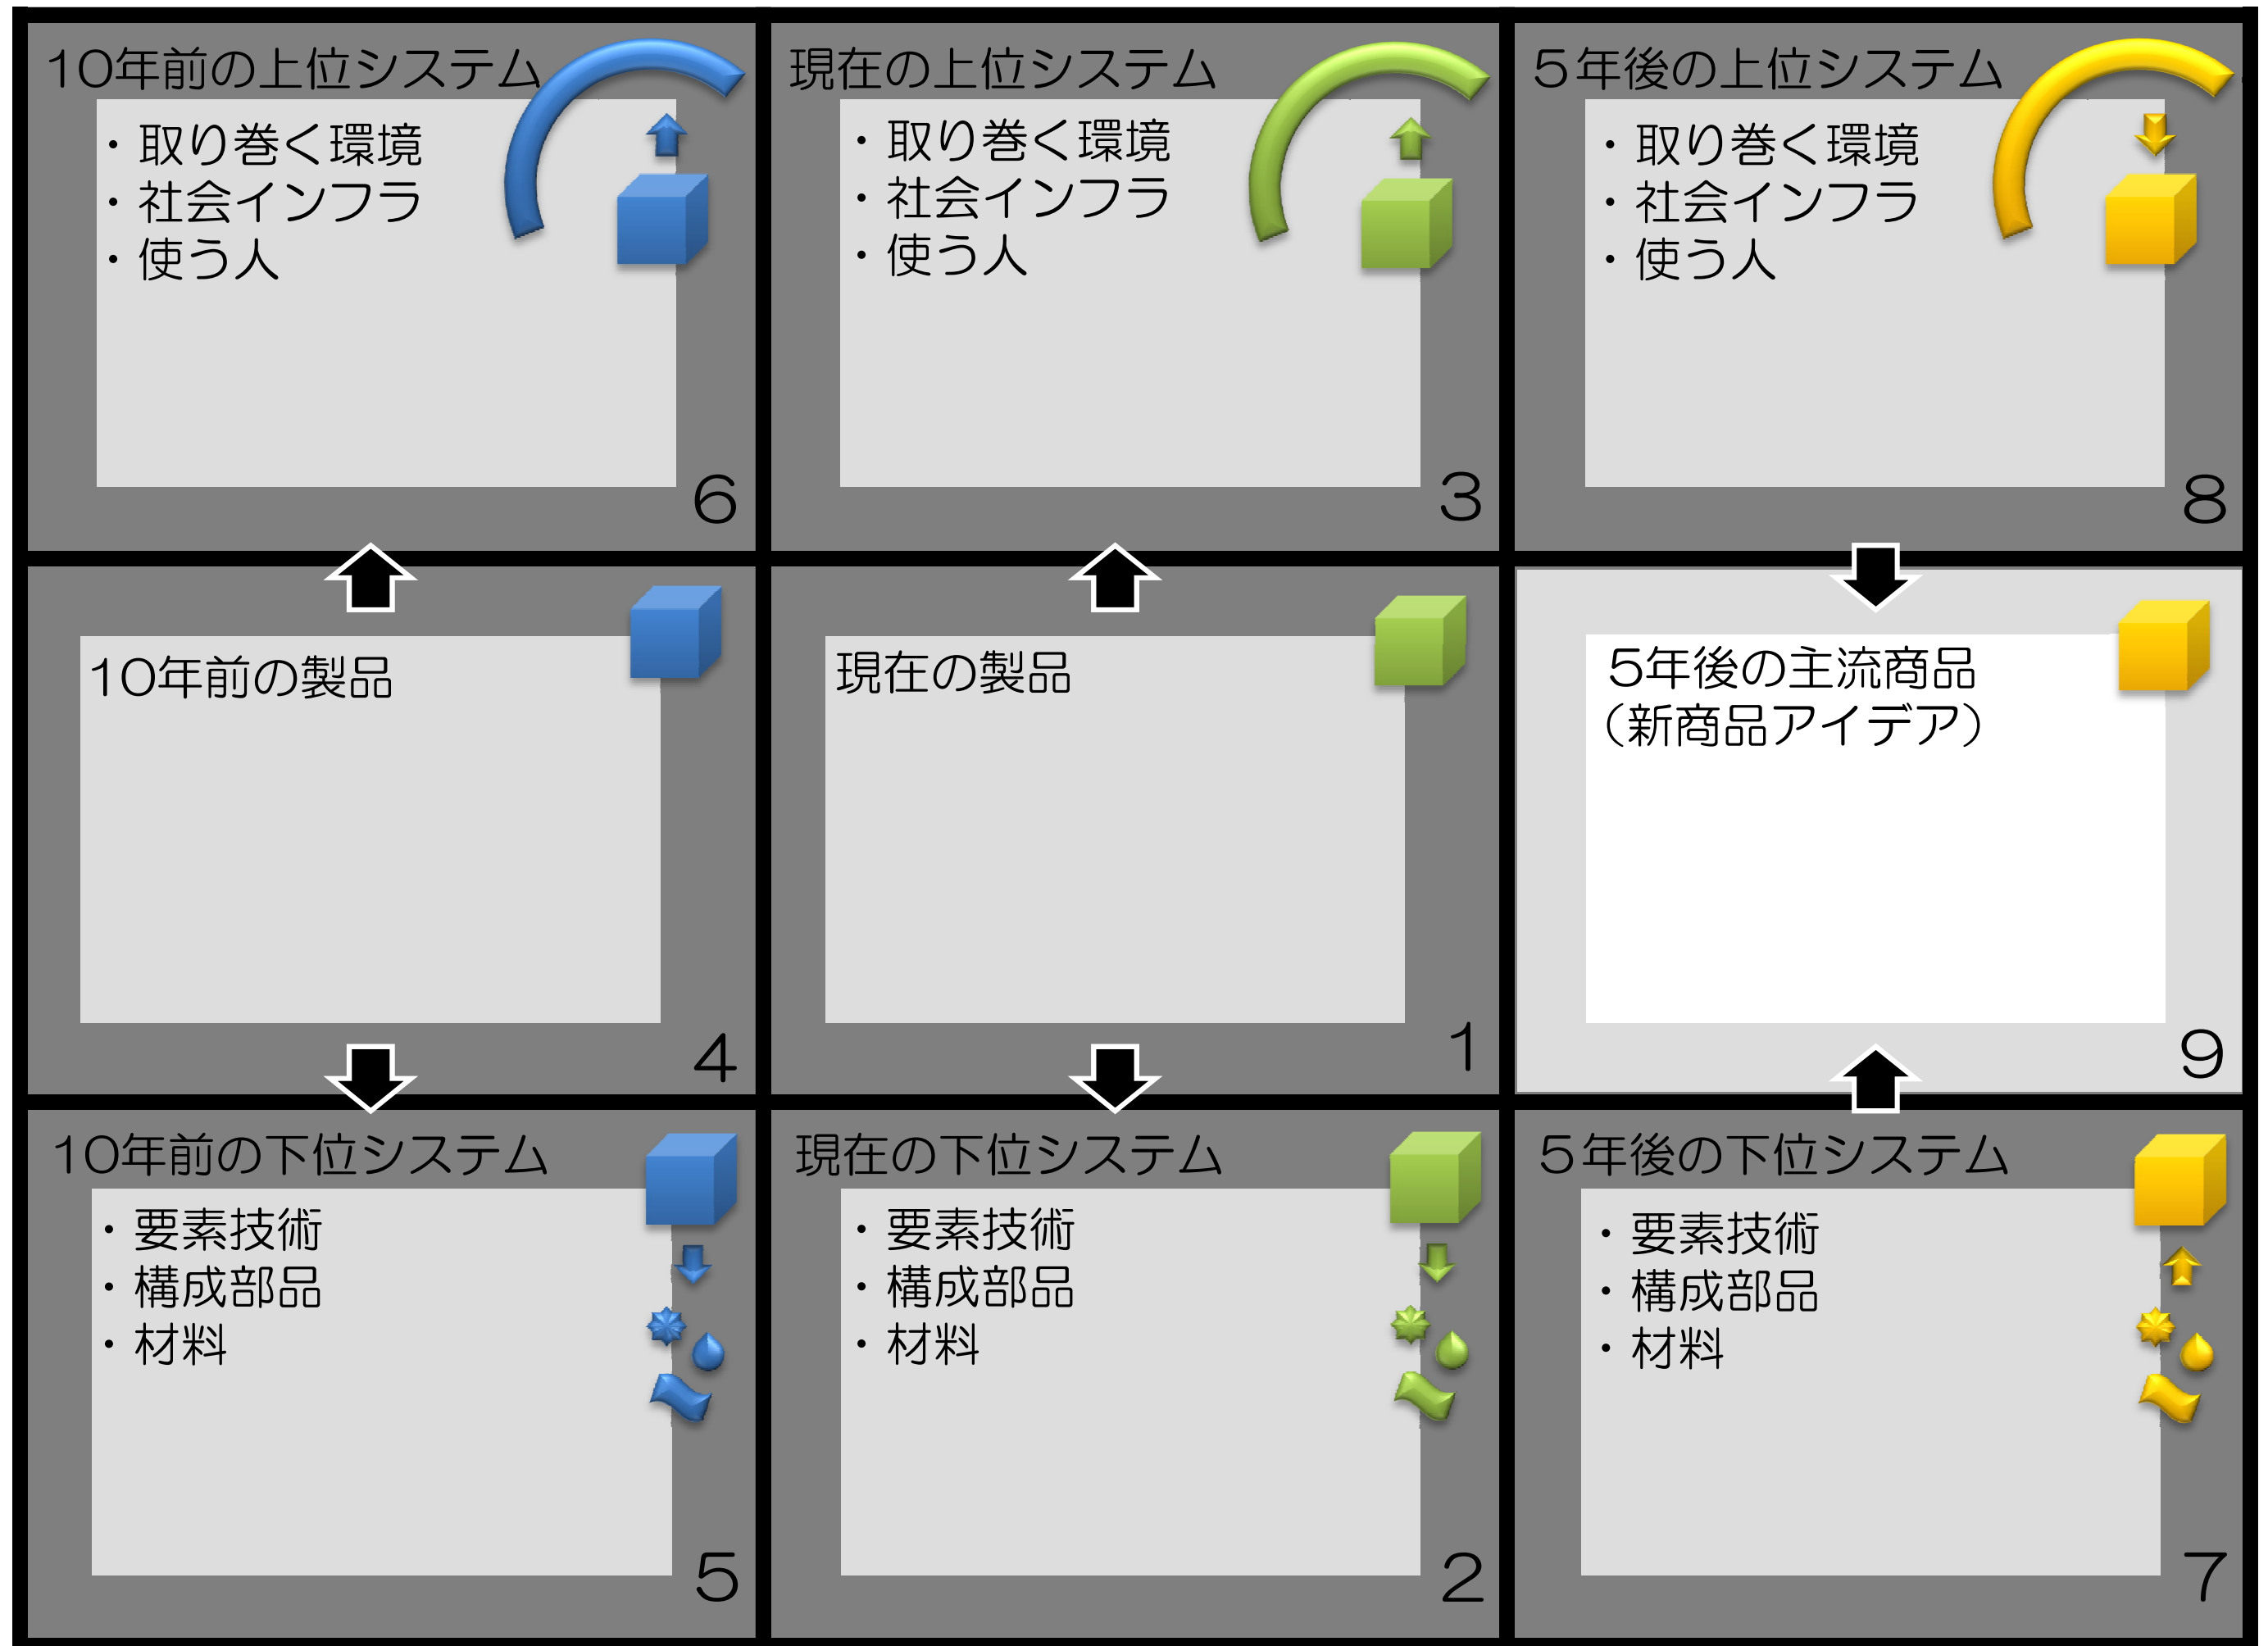 10年前の上位システム
・取り巻く環境
・社会インフラ
・使う人
6
現在の上位システム
・取り巻く環境
・社会インフラ
・使う人
3
5年後の上位システム
・取り巻く環境
・社会インフラ
・使う人
8
10年前の製品
4
現在の製品
1
5年後の主流商品
（新商品アイデア）
9
10年前の下位システム
・要素技術
・構成部品
・材料
5
現在の下位システム
・要素技術
・構成部品
・材料
2
5年後の下位システム
・要素技術
・構成部品
・材料
7